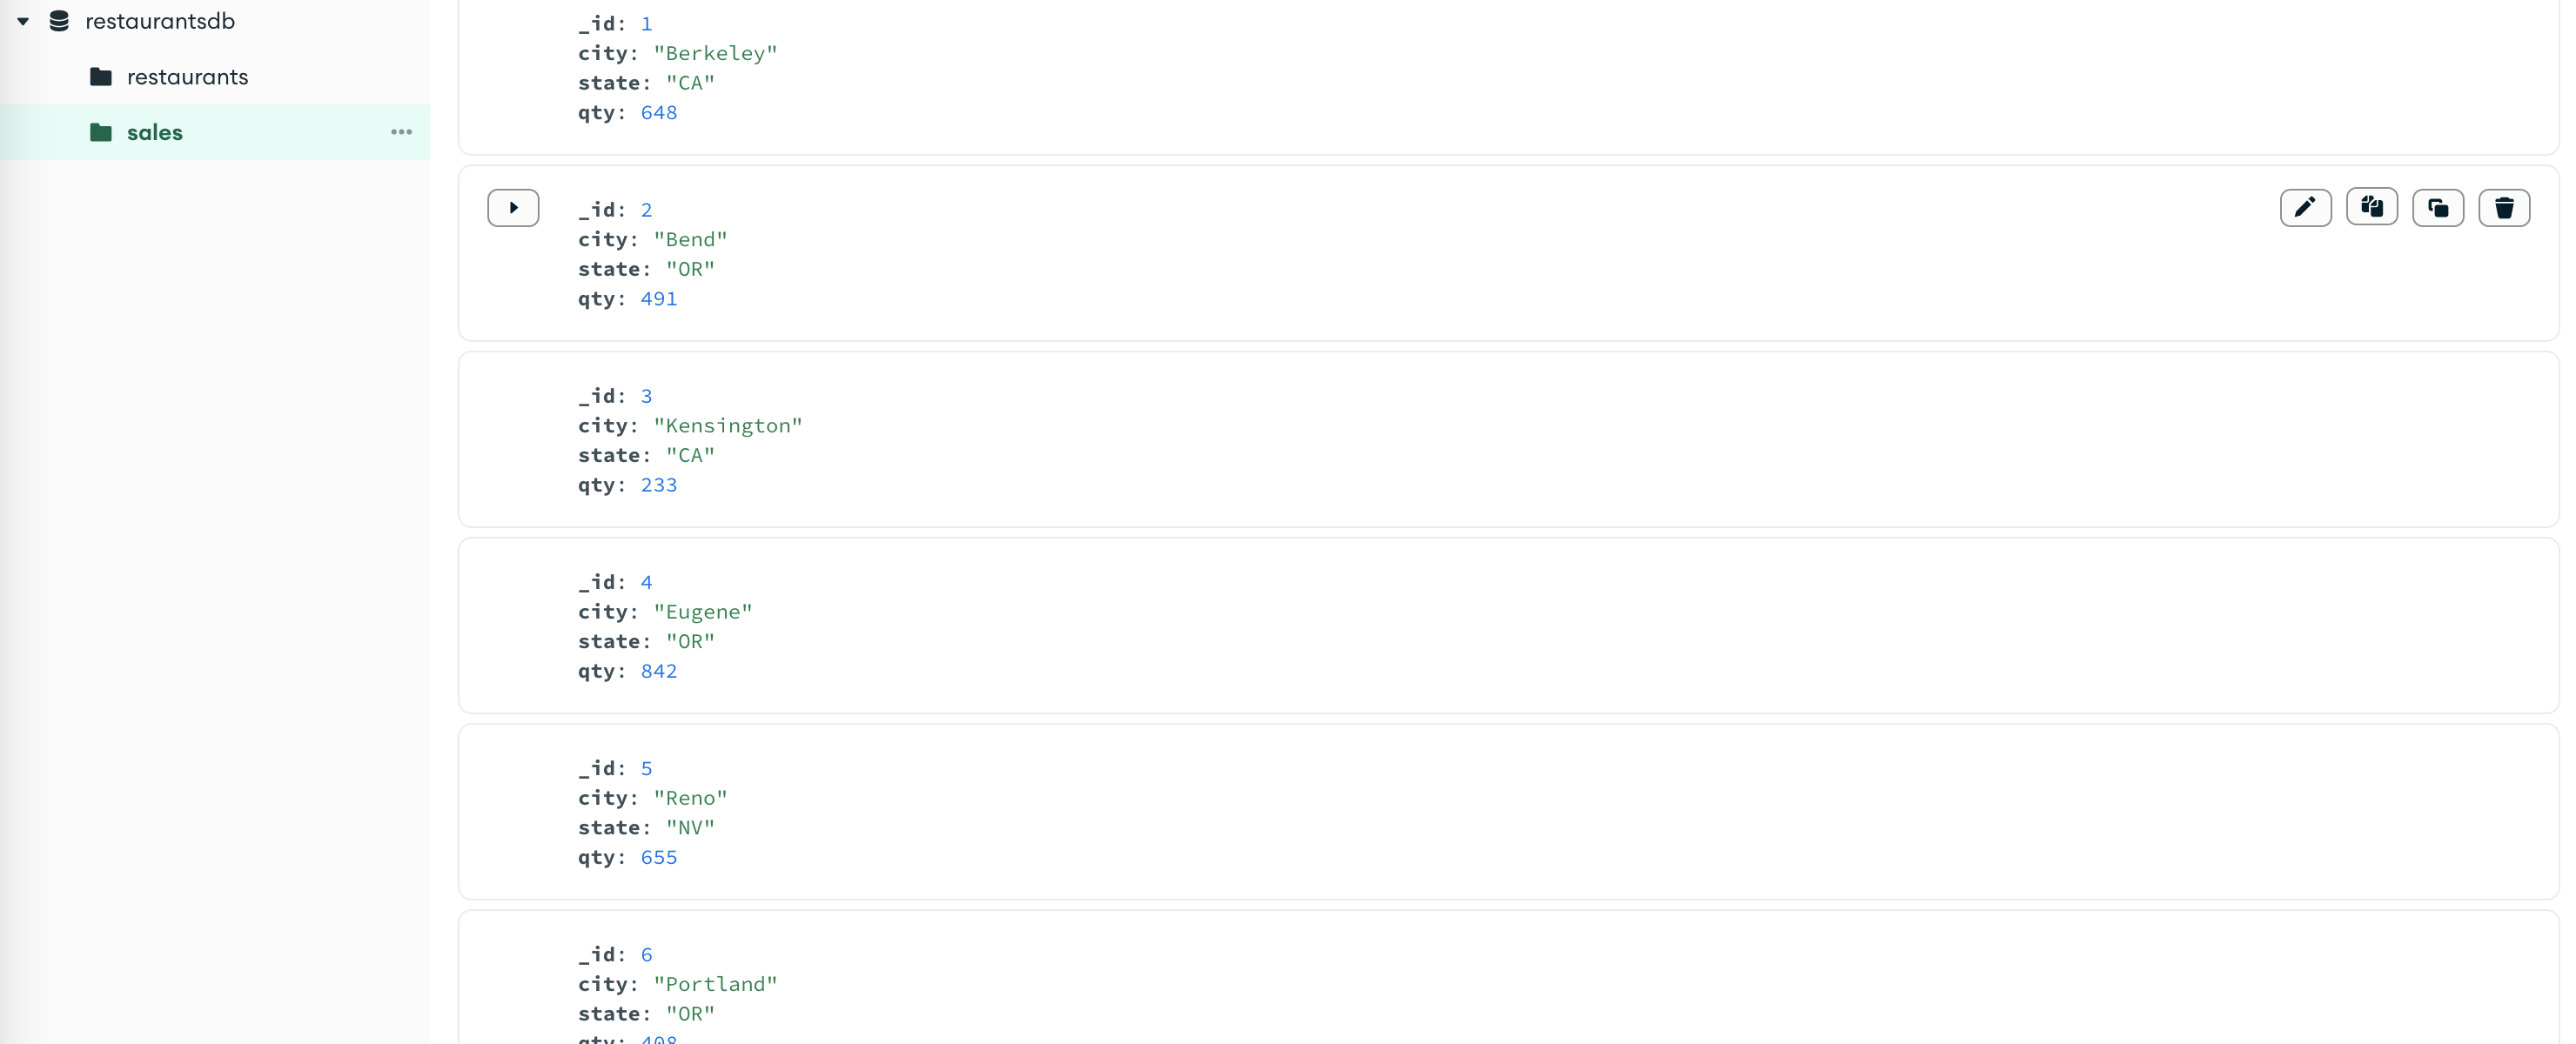 restaurantsdb
restaurants
sales
_id: 1
city: "Berkeley"
state: "CA"
qty: 648
_id: 2
city: "Bend"
state: "OR"
qty: 491
_id: 3
city: "Kensington"
state: "CA"
qty: 233
_id: 4
city: "Eugene"
state: "OR"
qty: 842
_id: 5
city: "Reno"
state: "NV"
qty: 655
_id: 6
city: "Portland"
state: "OR"
qty: 408